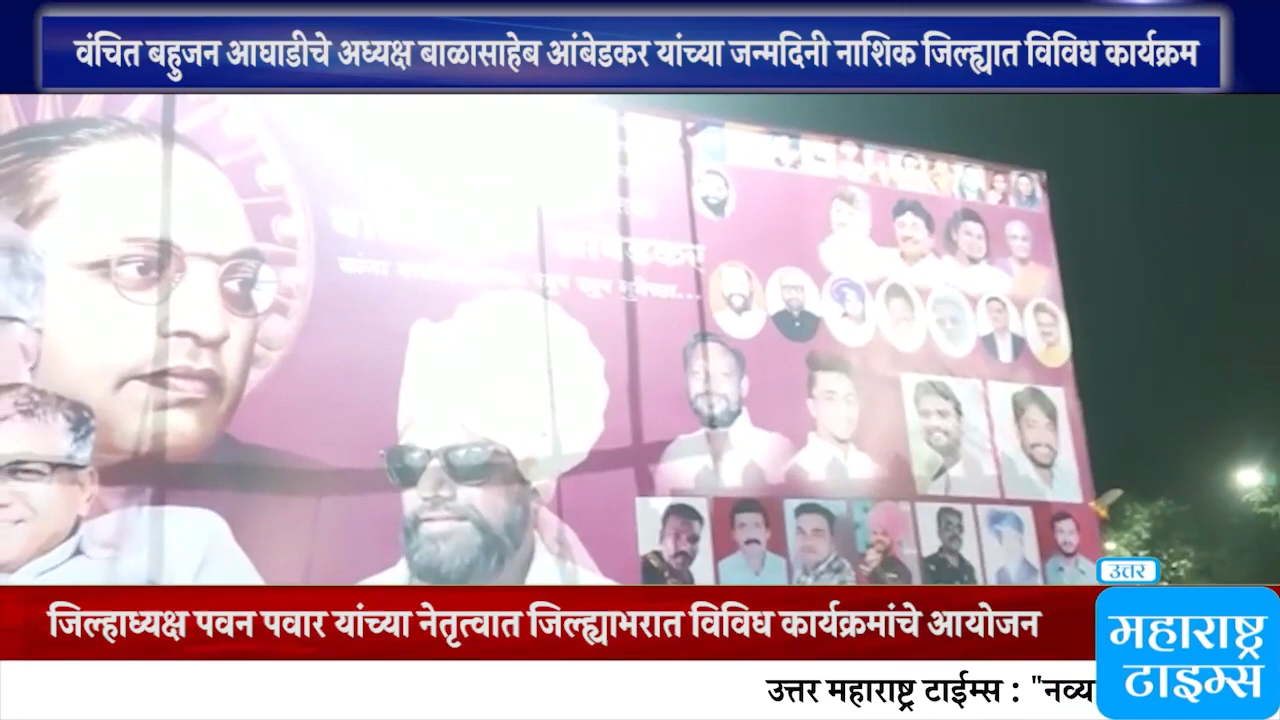 वंचित बहुजन आघाडीचे अध्यक्ष बाळासाहेब आंबेडकर यांच्या जन्मदिनी नाशिक जिल्ह्यात विविध कार्यक्रम
आंबेडकर
खुप खुप शुभेच्छा...
उत्तर
जिल्हाध्यक्ष पवन पवार यांच्या नेतृत्वात जिल्ह्याभरात विविध कार्यक्रमांचे आयोजन
महाराष्ट्र
टाइम्स
उत्तर महाराष्ट्र टाईम्स : "नव्य